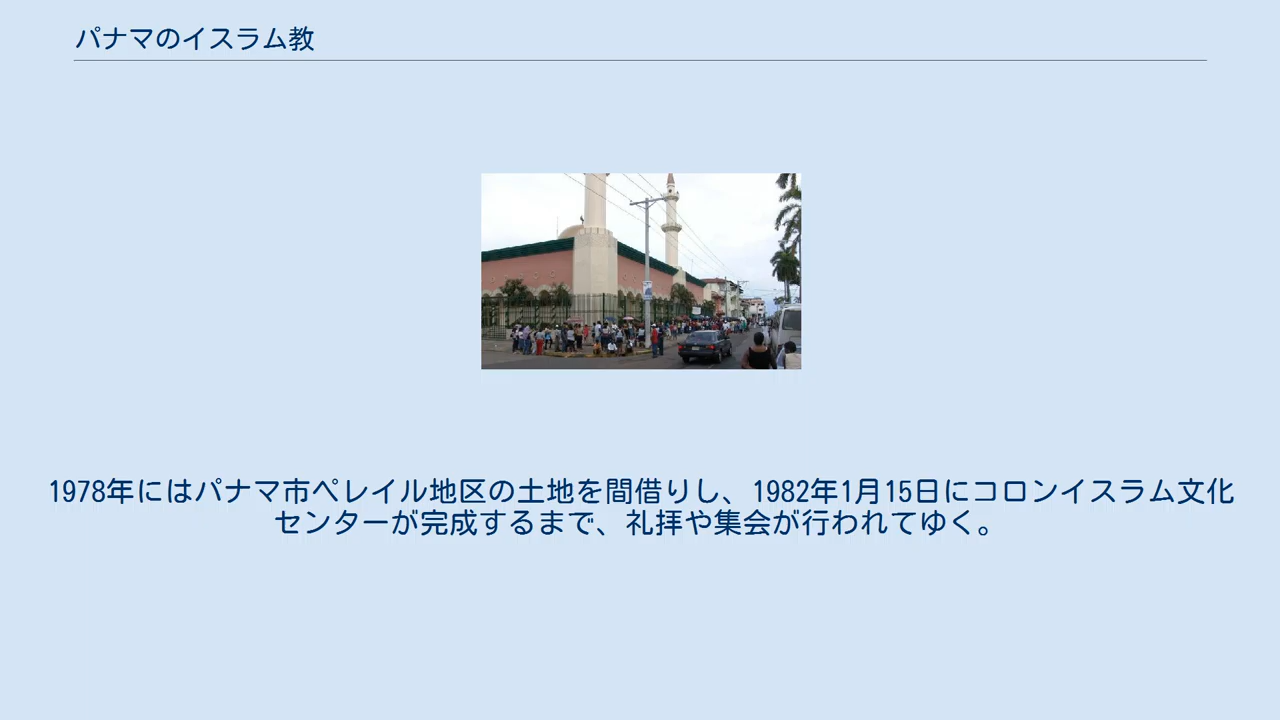 パナマのイスラム教
1978年にはパナマ市ペレイル地区の土地を間借りし、1982年1月15日にコロンイスラム文化
センターが完成するまで、礼拝や集会が行われてゆく。